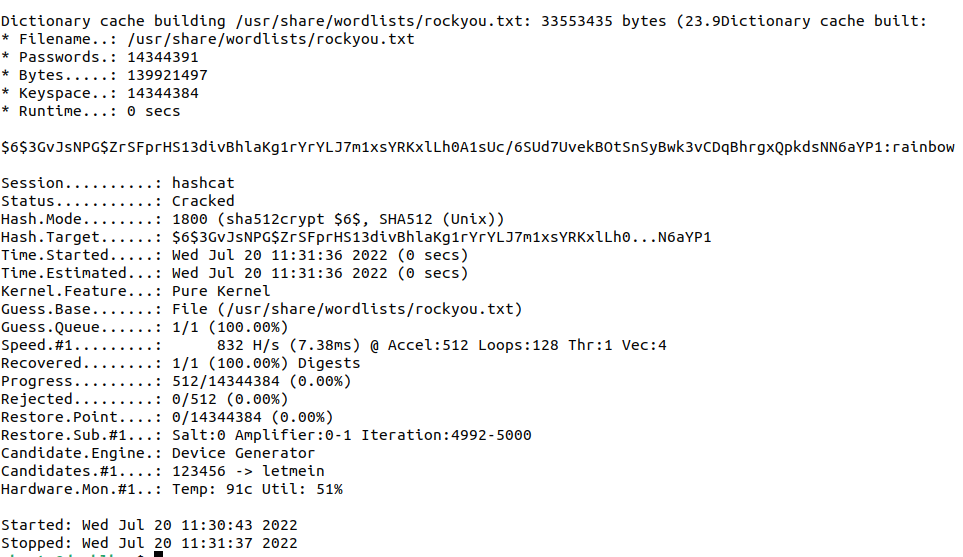 Dictionary cache building /usr/share/wordlists/rockyou.txt: 33553435 bytes (23.9Dictionary cache built:
* Filename..: /usr/share/wordlists/rockyou.txt
* Passwords.: 14344391
* Bytes.....: 139921497
* Keyspace..: 14344384
* Runtime...: 0 secs
$6$3GvJsNPG$ZrSFprHS13divBhlaKg1rYrYLJ7m1xsYRKxlLh0A1sUc/6SUd7UvekBOtSnSyBwk3vCDqBhrgxQpkdsNN6aYP1:rainbow
Session..........: hashcat
Status...........: Cracked
Hash.Mode........: 1800 (sha512crypt $6$, SHA512 (Unix))
Hash.Target......: $6$3GvJsNPG$ZrSFprHS13divBhlaKg1rYrYLJ7m1xsYRKxlLh0...N6aYP1
Time.Started.....: Wed Jul 20 11:31:36 2022 (0 secs)
Time.Estimated...: Wed Jul 20 11:31:36 2022 (0 secs)
Kernel.Feature...: Pure Kernel
Guess.Base.......: File (/usr/share/wordlists/rockyou.txt)
Guess.Queue......: 1/1 (100.00%)
Speed.#1.........:      832 H/s (7.38ms) @ Accel:512 Loops:128 Thr:1 Vec:4
Recovered........: 1/1 (100.00%) Digests
Progress.........: 512/14344384 (0.00%)
Rejected.........: 0/512 (0.00%)
Restore.Point....: 0/14344384 (0.00%)
Restore.Sub.#1...: Salt:0 Amplifier:0-1 Iteration:4992-5000
Candidate.Engine.: Device Generator
Candidates.#1....: 123456 -> letmein
Hardware.Mon.#1..: Temp: 91c Util: 51%
Started: Wed Jul 20 11:30:43 2022
Stopped: Wed Jul 20 11:31:37 2022